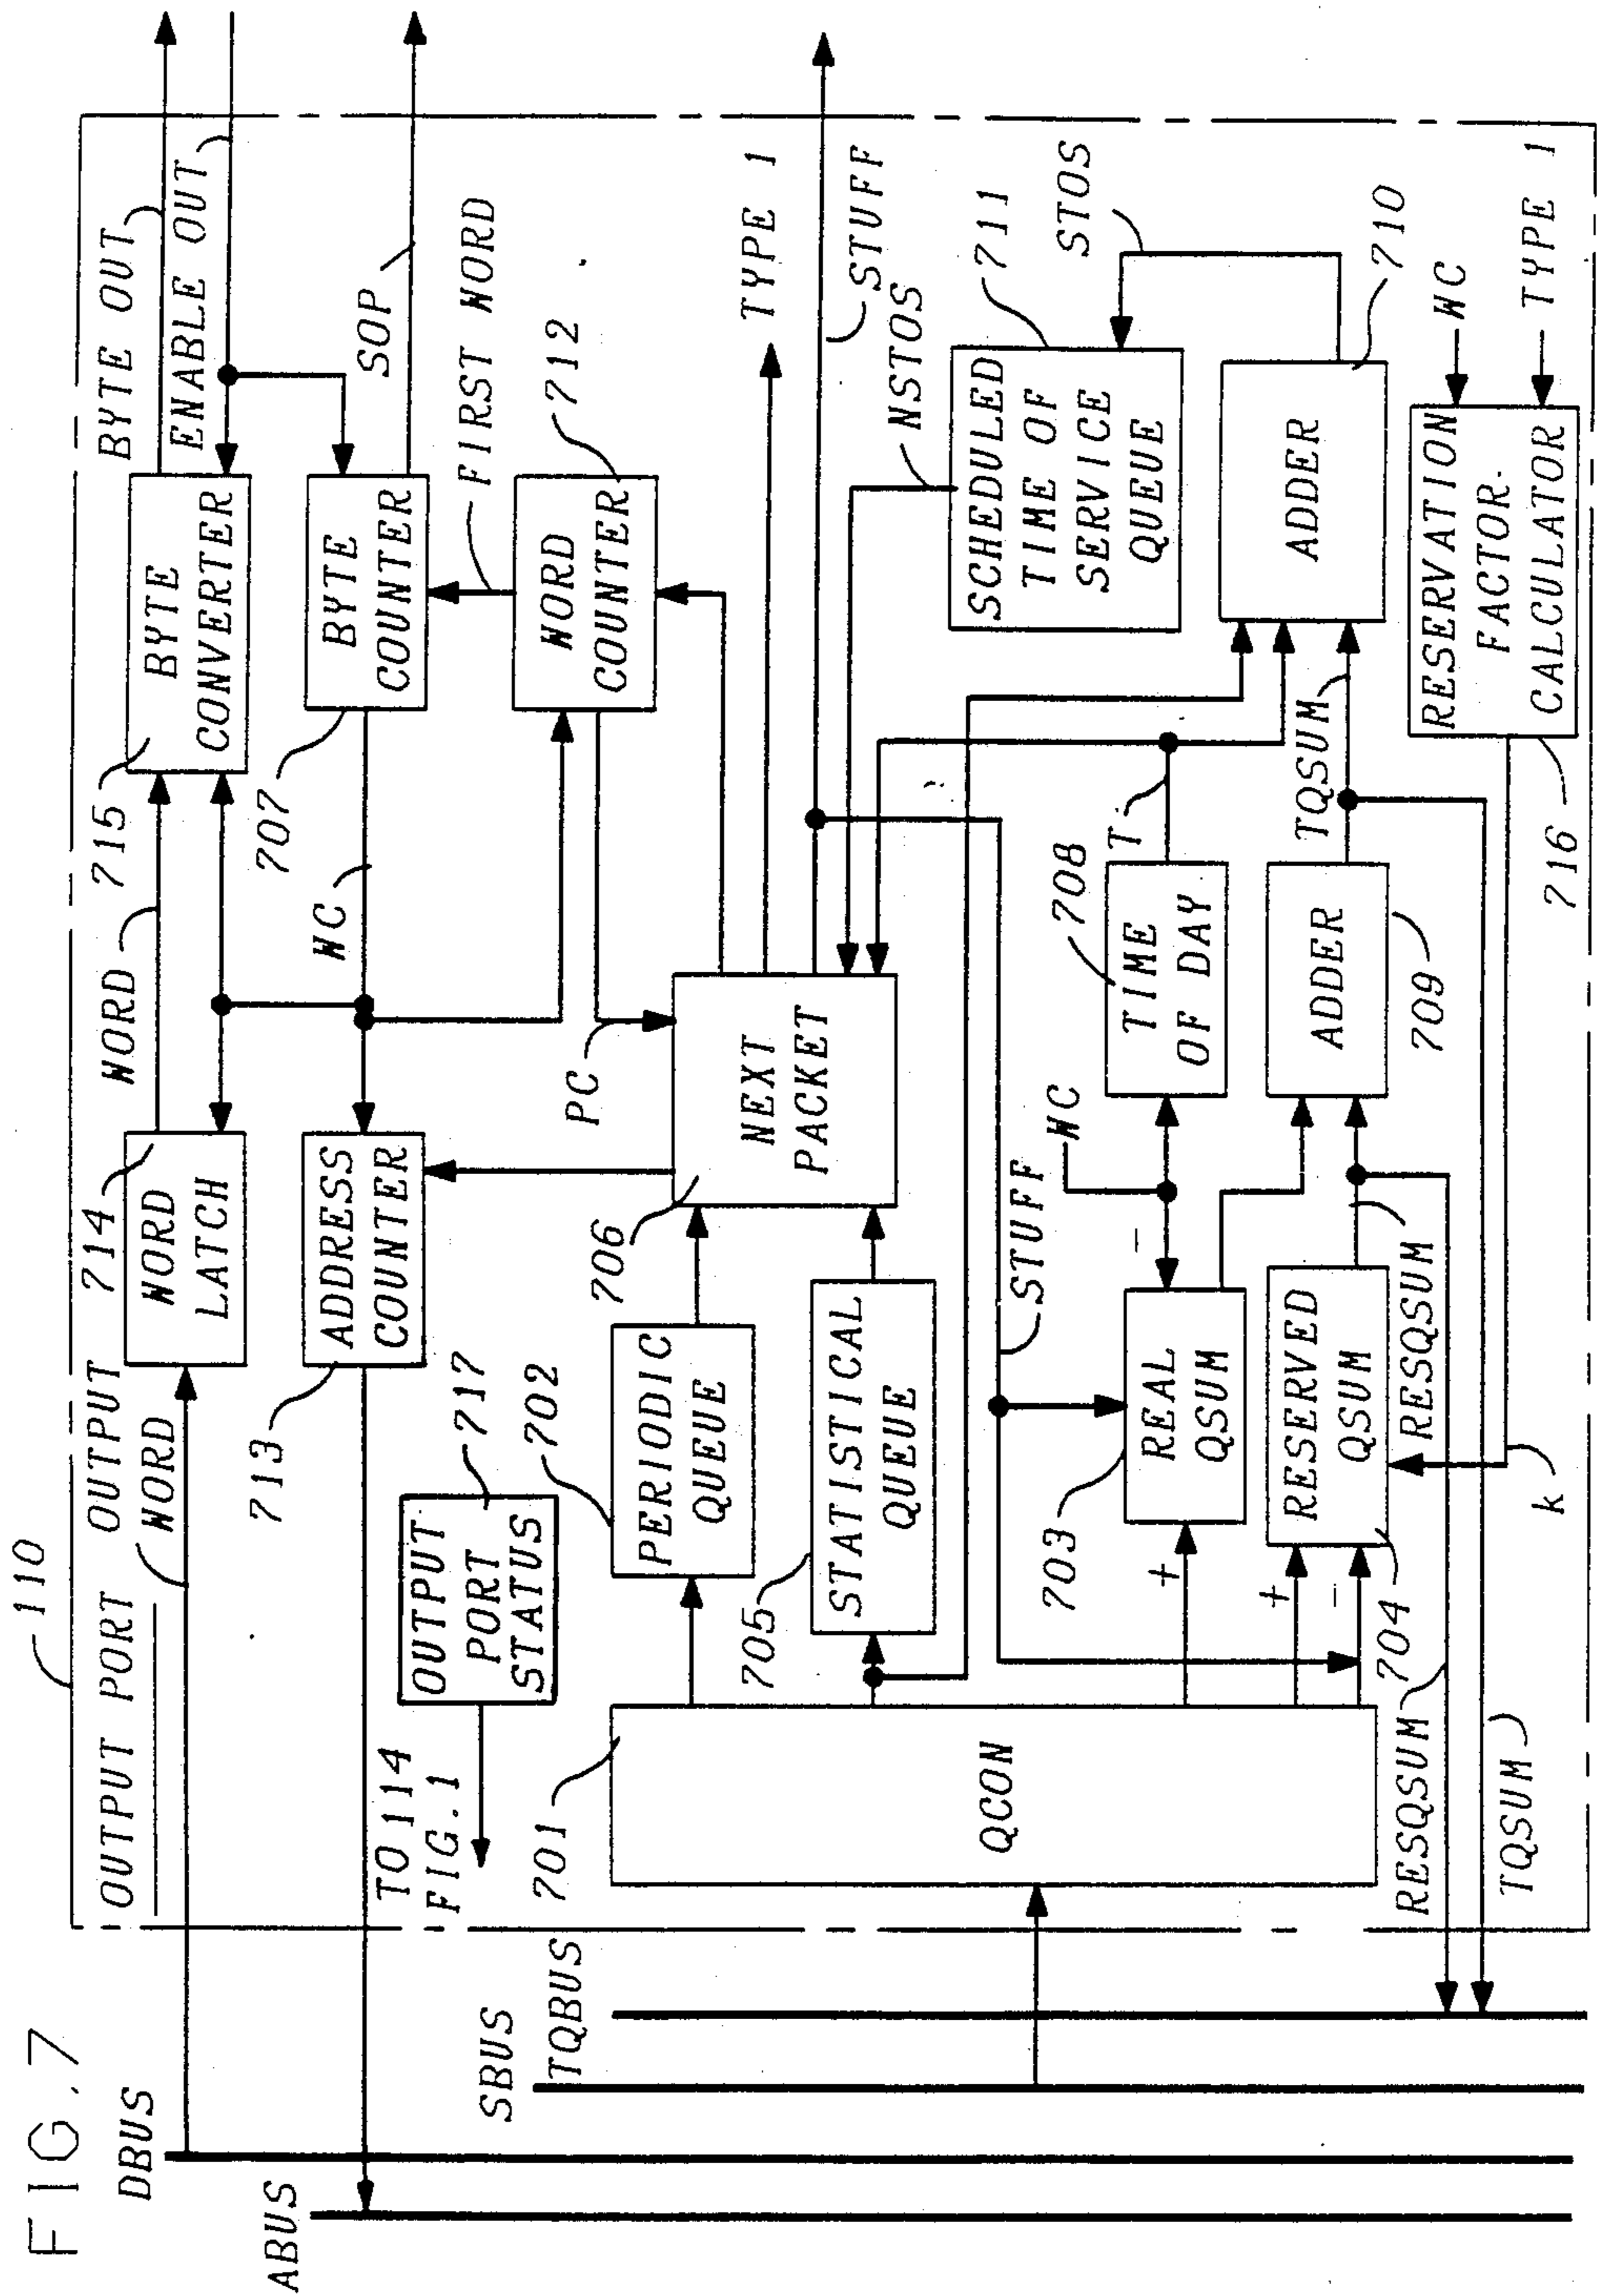 FIG.7
110
OUTPUT PORT
OUTPUT
WORD
714
WORD
LATCH
WORD
715
BYTE
CONVERTER
BYTE OUT
ENABLE OUT
DBUS
ABUS
713
ADDRESS
COUNTER
WC
707
BYTE
COUNTER
SOP
FIRST WORD
TO 114
FIG.1
OUTPUT
PORT
STATUS
717
PC
WORD
COUNTER
712
702
PERIODIC
QUEUE
706
NEXT
PACKET
TYPE 1
STUFF
705
STATISTICAL
QUEUE
NSTOS
711
SCHEDULED
TIME OF
SERVICE
QUEUE
STOS
SBUS
TQBUS
701
QCON
STUFF
WC
703
+
REAL
QSUM
−
708
TIME
OF DAY
T
+
−
704
RESERVED
QSUM
RESQSUM
ADDER
709
TQSUM
ADDER
710
RESQSUM
TQSUM
k
716
RESERVATION
FACTOR
CALCULATOR
WC
TYPE 1